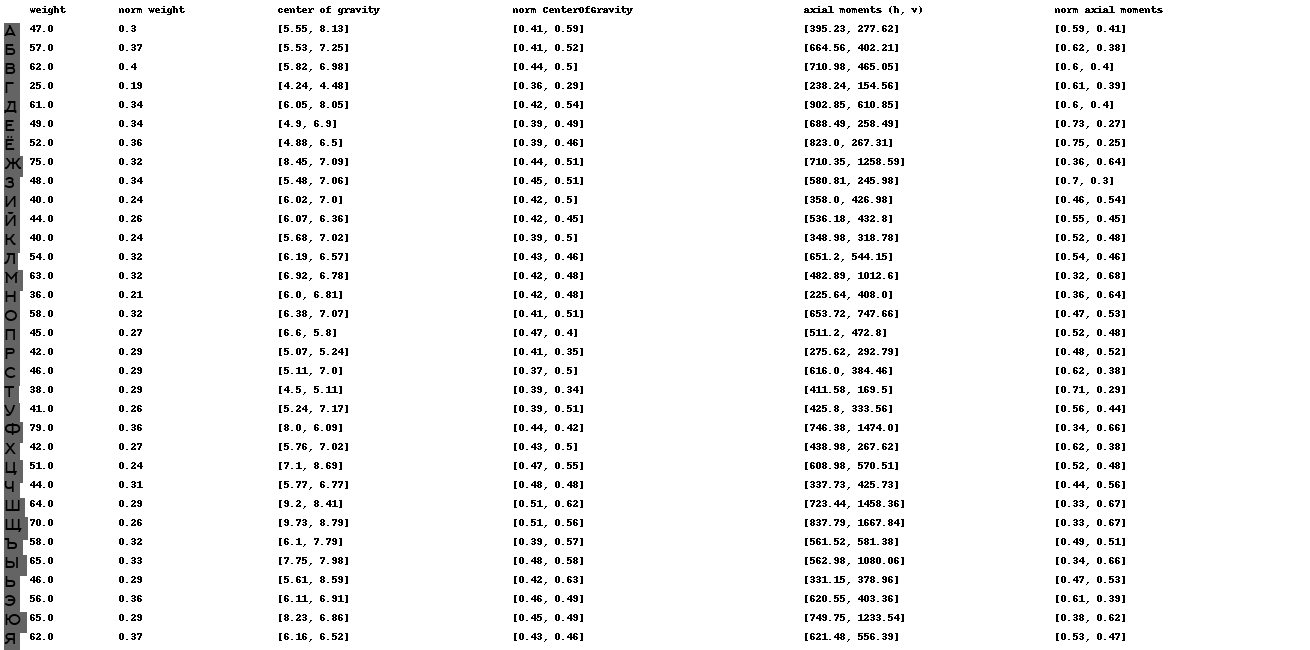 weight norm weight center of gravity norm CenterOfGravity axial moments (h, v) norm axial moments
А 47.0 0.3 [5.55, 8.13] [0.41, 0.59] [395.23, 277.62] [0.59, 0.41]
Б 57.0 0.37 [5.53, 7.25] [0.41, 0.52] [664.56, 402.21] [0.62, 0.38]
В 62.0 0.4 [5.82, 6.98] [0.44, 0.5] [710.98, 465.05] [0.6, 0.4]
Г 25.0 0.19 [4.24, 4.48] [0.36, 0.29] [238.24, 154.56] [0.61, 0.39]
Д 61.0 0.34 [6.05, 8.05] [0.42, 0.54] [902.85, 610.85] [0.6, 0.4]
Е 49.0 0.34 [4.9, 6.9] [0.39, 0.49] [688.49, 258.49] [0.73, 0.27]
Ё 52.0 0.36 [4.88, 6.5] [0.39, 0.46] [823.0, 267.31] [0.75, 0.25]
Ж 75.0 0.32 [8.45, 7.09] [0.44, 0.51] [710.35, 1258.59] [0.36, 0.64]
З 48.0 0.34 [5.48, 7.06] [0.45, 0.51] [580.81, 245.98] [0.7, 0.3]
И 40.0 0.24 [6.02, 7.0] [0.42, 0.5] [358.0, 426.98] [0.46, 0.54]
Й 44.0 0.26 [6.07, 6.36] [0.42, 0.45] [536.18, 432.8] [0.55, 0.45]
К 40.0 0.24 [5.68, 7.02] [0.39, 0.5] [348.98, 318.78] [0.52, 0.48]
Л 54.0 0.32 [6.19, 6.57] [0.43, 0.46] [651.2, 544.15] [0.54, 0.46]
М 63.0 0.32 [6.92, 6.78] [0.42, 0.48] [482.89, 1012.6] [0.32, 0.68]
Н 36.0 0.21 [6.0, 6.81] [0.42, 0.48] [225.64, 408.0] [0.36, 0.64]
О 58.0 0.32 [6.38, 7.07] [0.41, 0.51] [653.72, 747.66] [0.47, 0.53]
П 45.0 0.27 [6.6, 5.8] [0.47, 0.4] [511.2, 472.8] [0.52, 0.48]
Р 42.0 0.29 [5.07, 5.24] [0.41, 0.35] [275.62, 292.79] [0.48, 0.52]
С 46.0 0.29 [5.11, 7.0] [0.37, 0.5] [616.0, 384.46] [0.62, 0.38]
Т 38.0 0.29 [4.5, 5.11] [0.39, 0.34] [411.58, 169.5] [0.71, 0.29]
У 41.0 0.26 [5.24, 7.17] [0.39, 0.51] [425.8, 333.56] [0.56, 0.44]
Ф 79.0 0.36 [8.0, 6.09] [0.44, 0.42] [746.38, 1474.0] [0.34, 0.66]
Х 42.0 0.27 [5.76, 7.02] [0.43, 0.5] [438.98, 267.62] [0.62, 0.38]
Ц 51.0 0.24 [7.1, 8.69] [0.47, 0.55] [608.98, 570.51] [0.52, 0.48]
Ч 44.0 0.31 [5.77, 6.77] [0.48, 0.48] [337.73, 425.73] [0.44, 0.56]
Ш 64.0 0.29 [9.2, 8.41] [0.51, 0.62] [723.44, 1458.36] [0.33, 0.67]
Щ 70.0 0.26 [9.73, 8.79] [0.51, 0.56] [837.79, 1667.84] [0.33, 0.67]
Ъ 58.0 0.32 [6.1, 7.79] [0.39, 0.57] [561.52, 581.38] [0.49, 0.51]
Ы 65.0 0.33 [7.75, 7.98] [0.48, 0.58] [562.98, 1080.06] [0.34, 0.66]
Ь 46.0 0.29 [5.61, 8.59] [0.42, 0.63] [331.15, 378.96] [0.47, 0.53]
Э 56.0 0.36 [6.11, 6.91] [0.46, 0.49] [620.55, 403.36] [0.61, 0.39]
Ю 65.0 0.29 [8.23, 6.86] [0.45, 0.49] [749.75, 1233.54] [0.38, 0.62]
Я 62.0 0.37 [6.16, 6.52] [0.43, 0.46] [621.48, 556.39] [0.53, 0.47]